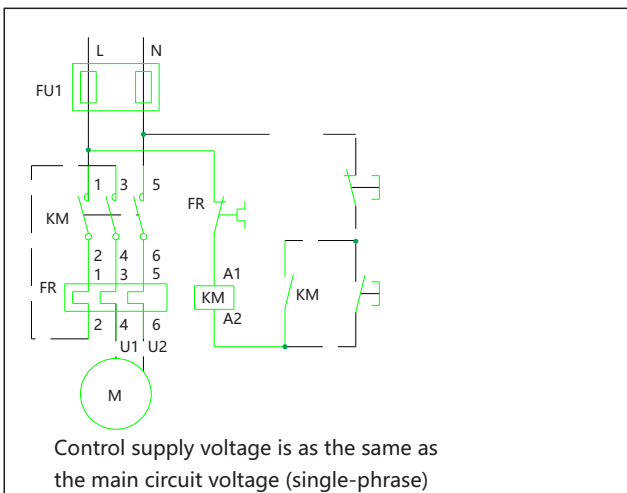 L N
FU1
1 3 5
FR
KM
2 4 6
1 3 5
A1
FR
KM KM
A2
2 4 6
U1 U2
M
Control supply voltage is as the same as
the main circuit voltage (single-phrase)